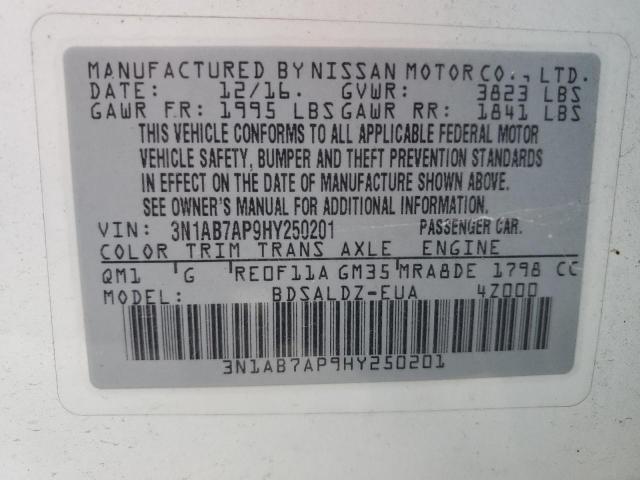 MANUFACTURED BY NISSAN MOTOR CO., LTD.
DATE: 12/16. GVWR: 3823 LBS
GAWR FR: 1995 LBS GAWR RR: 1841 LBS
THIS VEHICLE CONFORMS TO ALL APPLICABLE FEDERAL MOTOR
VEHICLE SAFETY, BUMPER AND THEFT PREVENTION STANDARDS
IN EFFECT ON THE DATE OF MANUFACTURE SHOWN ABOVE.
SEE OWNER'S MANUAL FOR ADDITIONAL INFORMATION.
VIN: 3N1AB7AP9HY250201 PASSENGER CAR.
COLOR TRIM TRANS AXLE ENGINE
QM1 G RE0F11A GM35 MRA8DE 1798 CC
MODEL: BDSALDZ-EUA 4Z000
3N1AB7AP9HY250201